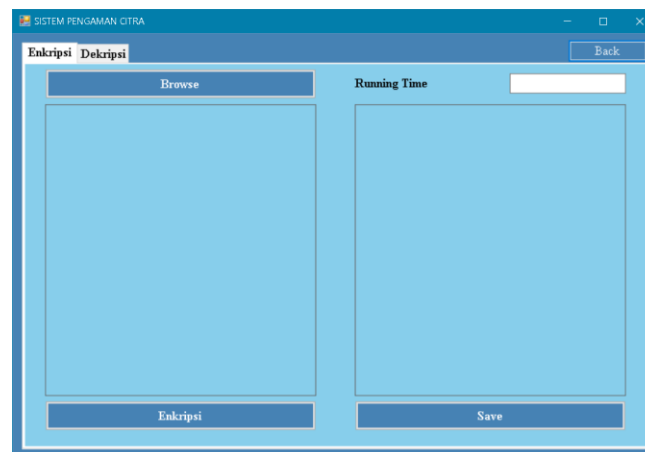 SISTEM PENGAMAN CITRA
Enkripsi Dekripsi Back
Browse Running Time
Enkripsi Save